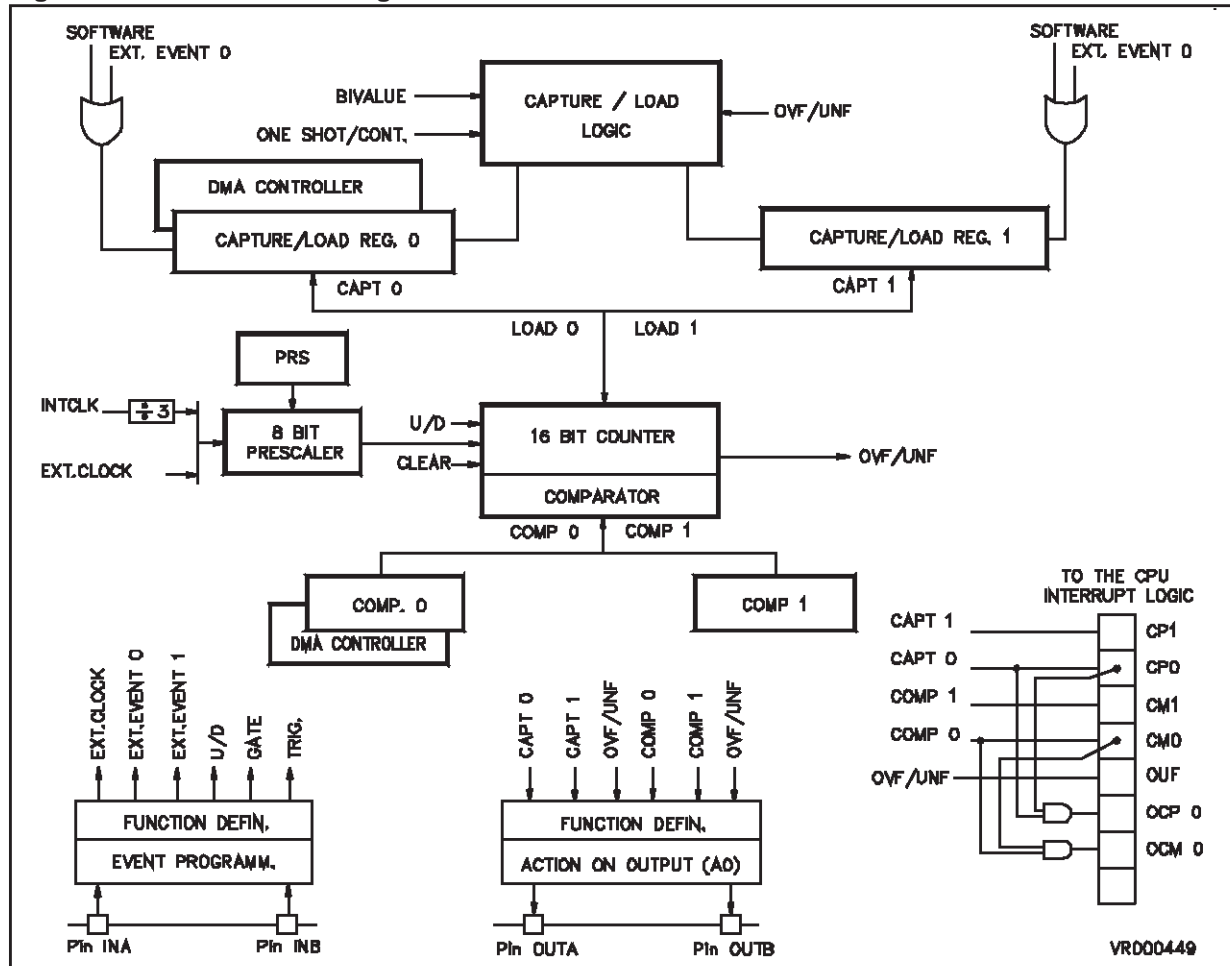 SOFTWARE
EXT. EVENT 0
SOFTWARE
EXT. EVENT 0
BIVALUE
CAPTURE / LOAD
LOGIC
OVF/UNF
ONE SHOT/CONT.
DMA CONTROLLER
CAPTURE/LOAD REG. 0
CAPTURE/LOAD REG. 1
CAPT 0
CAPT 1
LOAD 0
LOAD 1
PRS
INTCLK
÷ 3
8 BIT
PRESCALER
EXT.CLOCK
U/D
CLEAR
16 BIT COUNTER
OVF/UNF
COMPARATOR
COMP 0
COMP 1
COMP. 0
DMA CONTROLLER
COMP 1
TO THE CPU
INTERRUPT LOGIC
CAPT 1
CP1
CAPT 0
CP0
COMP 1
CM1
COMP 0
CM0
OVF/UNF
OUF
OCP 0
OCM 0
EXT.CLOCK
EXT.EVENT 0
EXT.EVENT 1
U/D
GATE
TRIG.
FUNCTION DEFIN.
EVENT PROGRAMM.
Pin INA
Pin INB
CAPT 0
CAPT 1
OVF/UNF
COMP 0
COMP 1
OVF/UNF
FUNCTION DEFIN.
ACTION ON OUTPUT (A0)
Pin OUTA
Pin OUTB
VR000449